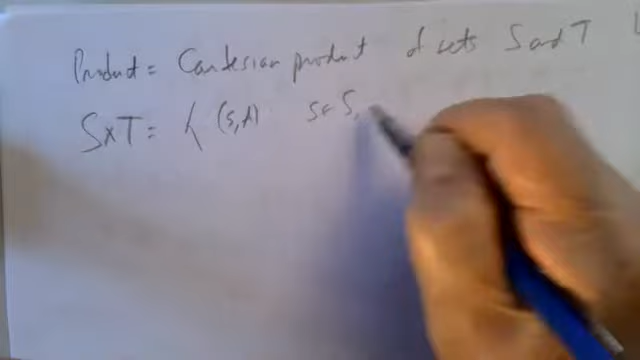 Product = Cartesian product of sets S and T
S×T = { (s,t) s∈ S,